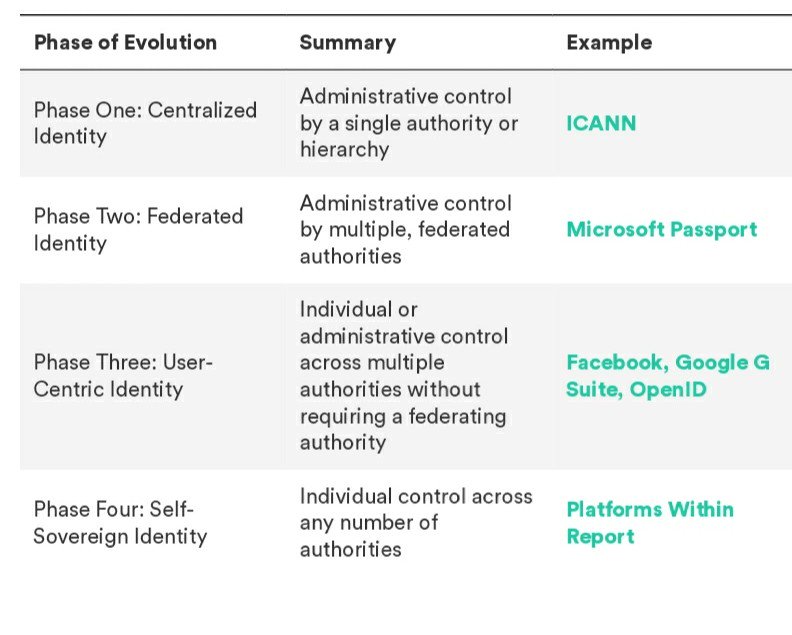 Phase of Evolution Summary Example
Phase One: Centralized
Identity
Administrative control
by a single authority or
hierarchy
ICANN
Phase Two: Federated
Identity
Administrative control
by multiple, federated
authorities
Microsoft Passport
Phase Three: User-
Centric Identity
Individual or
administrative control
across multiple
authorities without
requiring a federating
authority
Facebook, Google G
Suite, OpenID
Phase Four: Self-
Sovereign Identity
Individual control across
any number of
authorities
Platforms Within
Report